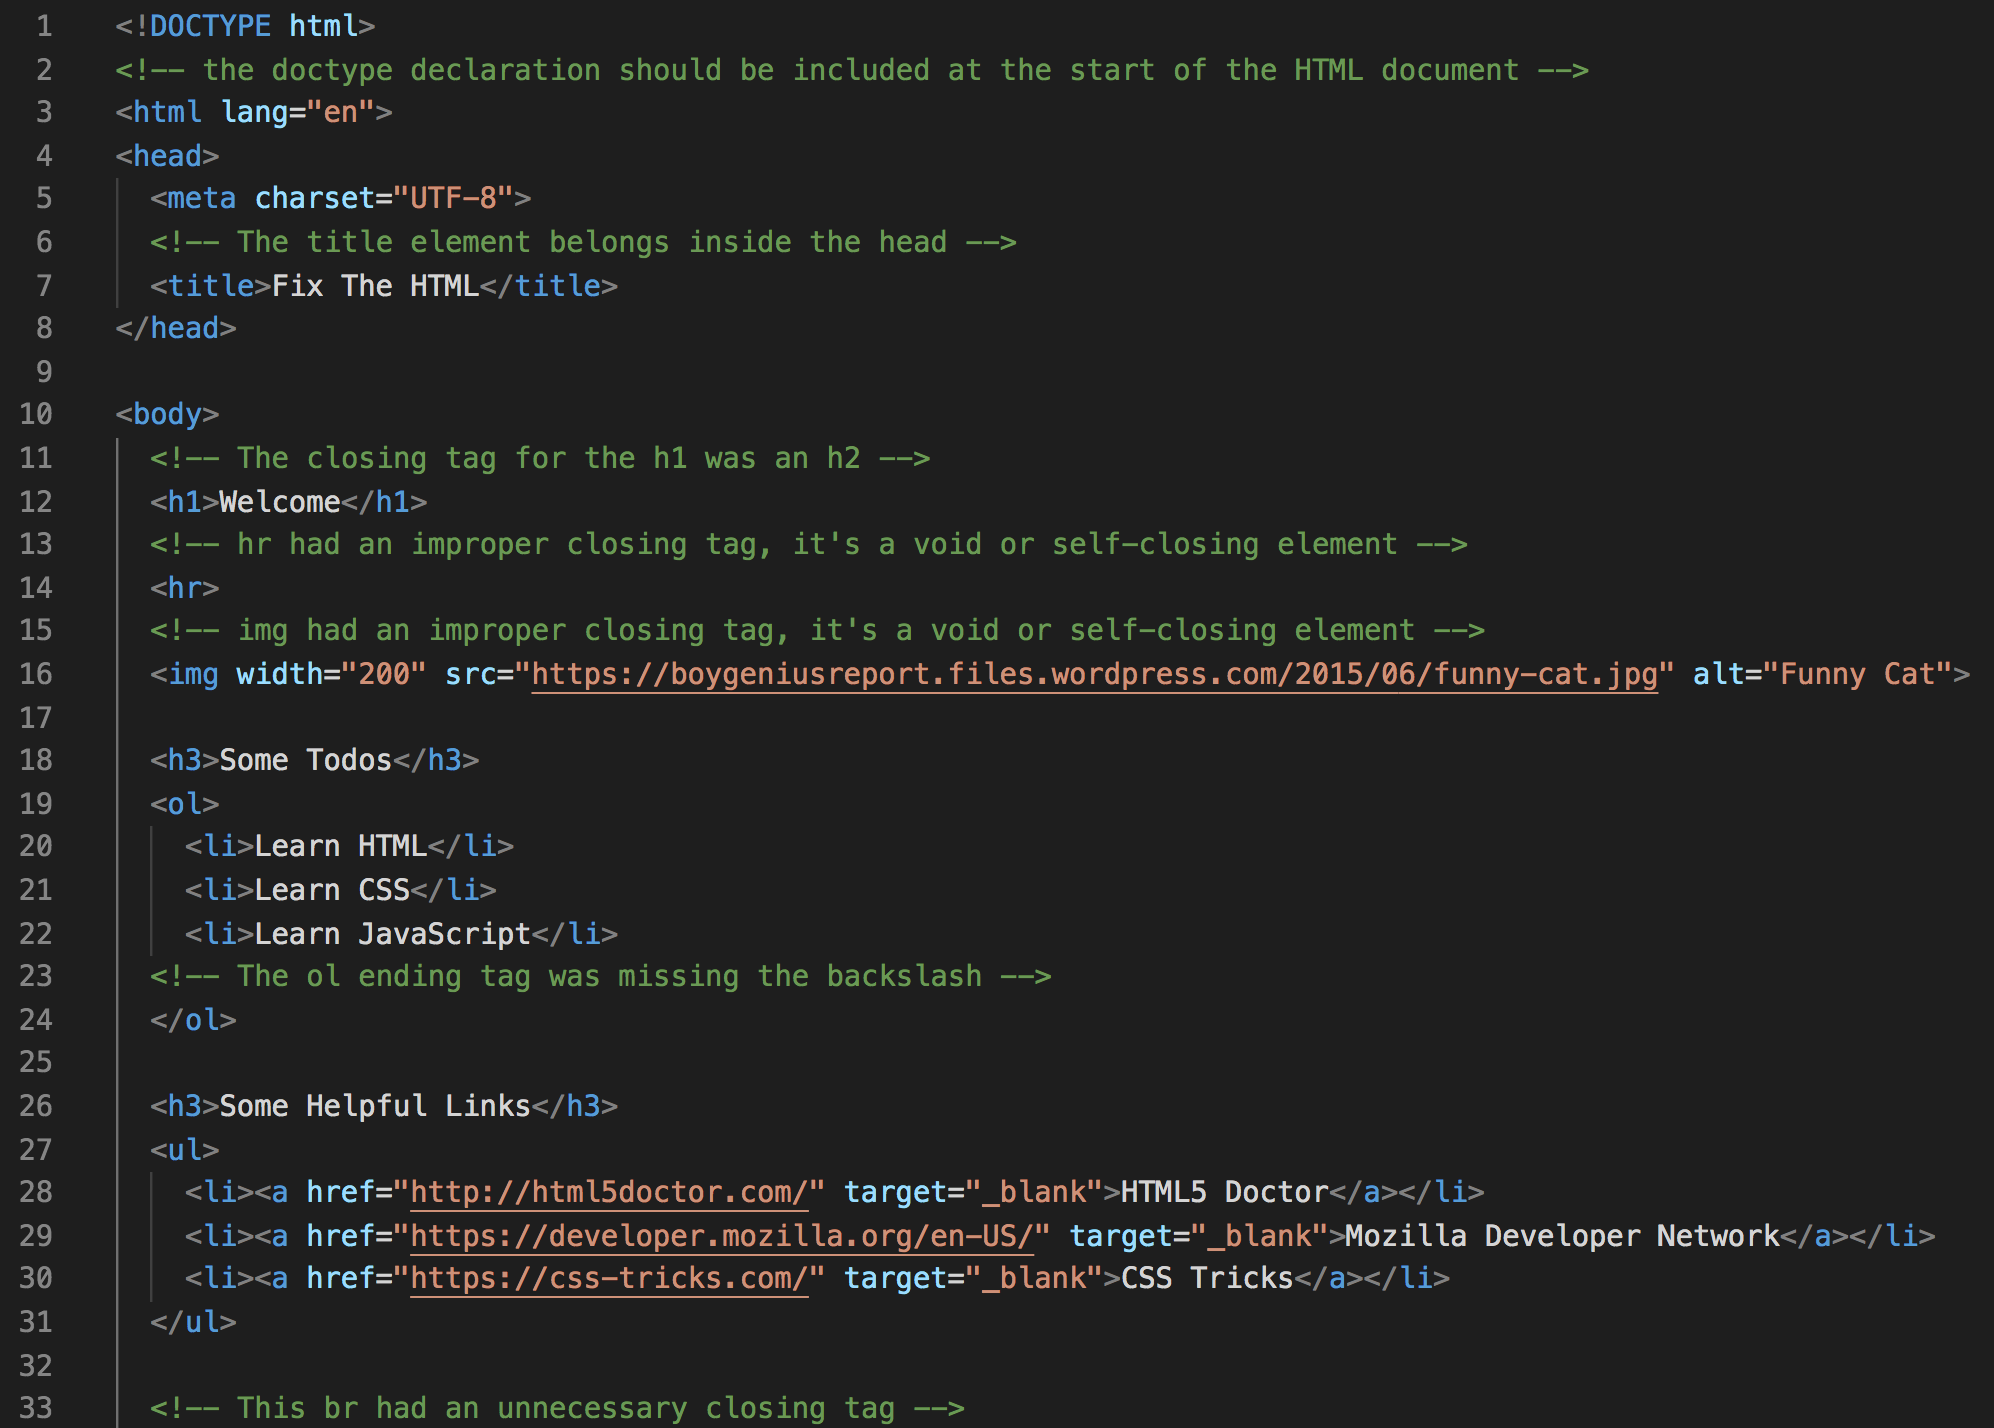 1 <!DOCTYPE html>
2 <!-- the doctype declaration should be included at the start of the HTML document -->
3 <html lang="en">
4 <head>
5 <meta charset="UTF-8">
6 <!-- The title element belongs inside the head -->
7 <title>Fix The HTML</title>
8 </head>
9
10 <body>
11 <!-- The closing tag for the h1 was an h2 -->
12 <h1>Welcome</h1>
13 <!-- hr had an improper closing tag, it's a void or self-closing element -->
14 <hr>
15 <!-- img had an improper closing tag, it's a void or self-closing element -->
16 <img width="200" src="https://boygeniusreport.files.wordpress.com/2015/06/funny-cat.jpg" alt="Funny Cat">
17
18 <h3>Some Todos</h3>
19 <ol>
20 <li>Learn HTML</li>
21 <li>Learn CSS</li>
22 <li>Learn JavaScript</li>
23 <!-- The ol ending tag was missing the backslash -->
24 </ol>
25
26 <h3>Some Helpful Links</h3>
27 <ul>
28 <li><a href="http://html5doctor.com/" target="_blank">HTML5 Doctor</a></li>
29 <li><a href="https://developer.mozilla.org/en-US/" target="_blank">Mozilla Developer Network</a></li>
30 <li><a href="https://css-tricks.com/" target="_blank">CSS Tricks</a></li>
31 </ul>
32
33 <!-- This br had an unnecessary closing tag -->